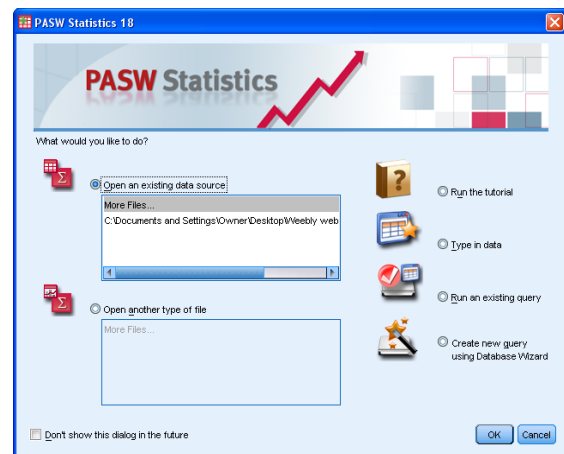 PASW Statistics 18
PASW Statistics
What would you like to do?
Open an existing data source
More Files...
C:\Documents and Settings\Owner\Desktop\Weebly web
Open another type of file
More Files...
Run the tutorial
Type in data
Run an existing query
Create new query
using Database Wizard
Don't show this dialog in the future
OK
Cancel